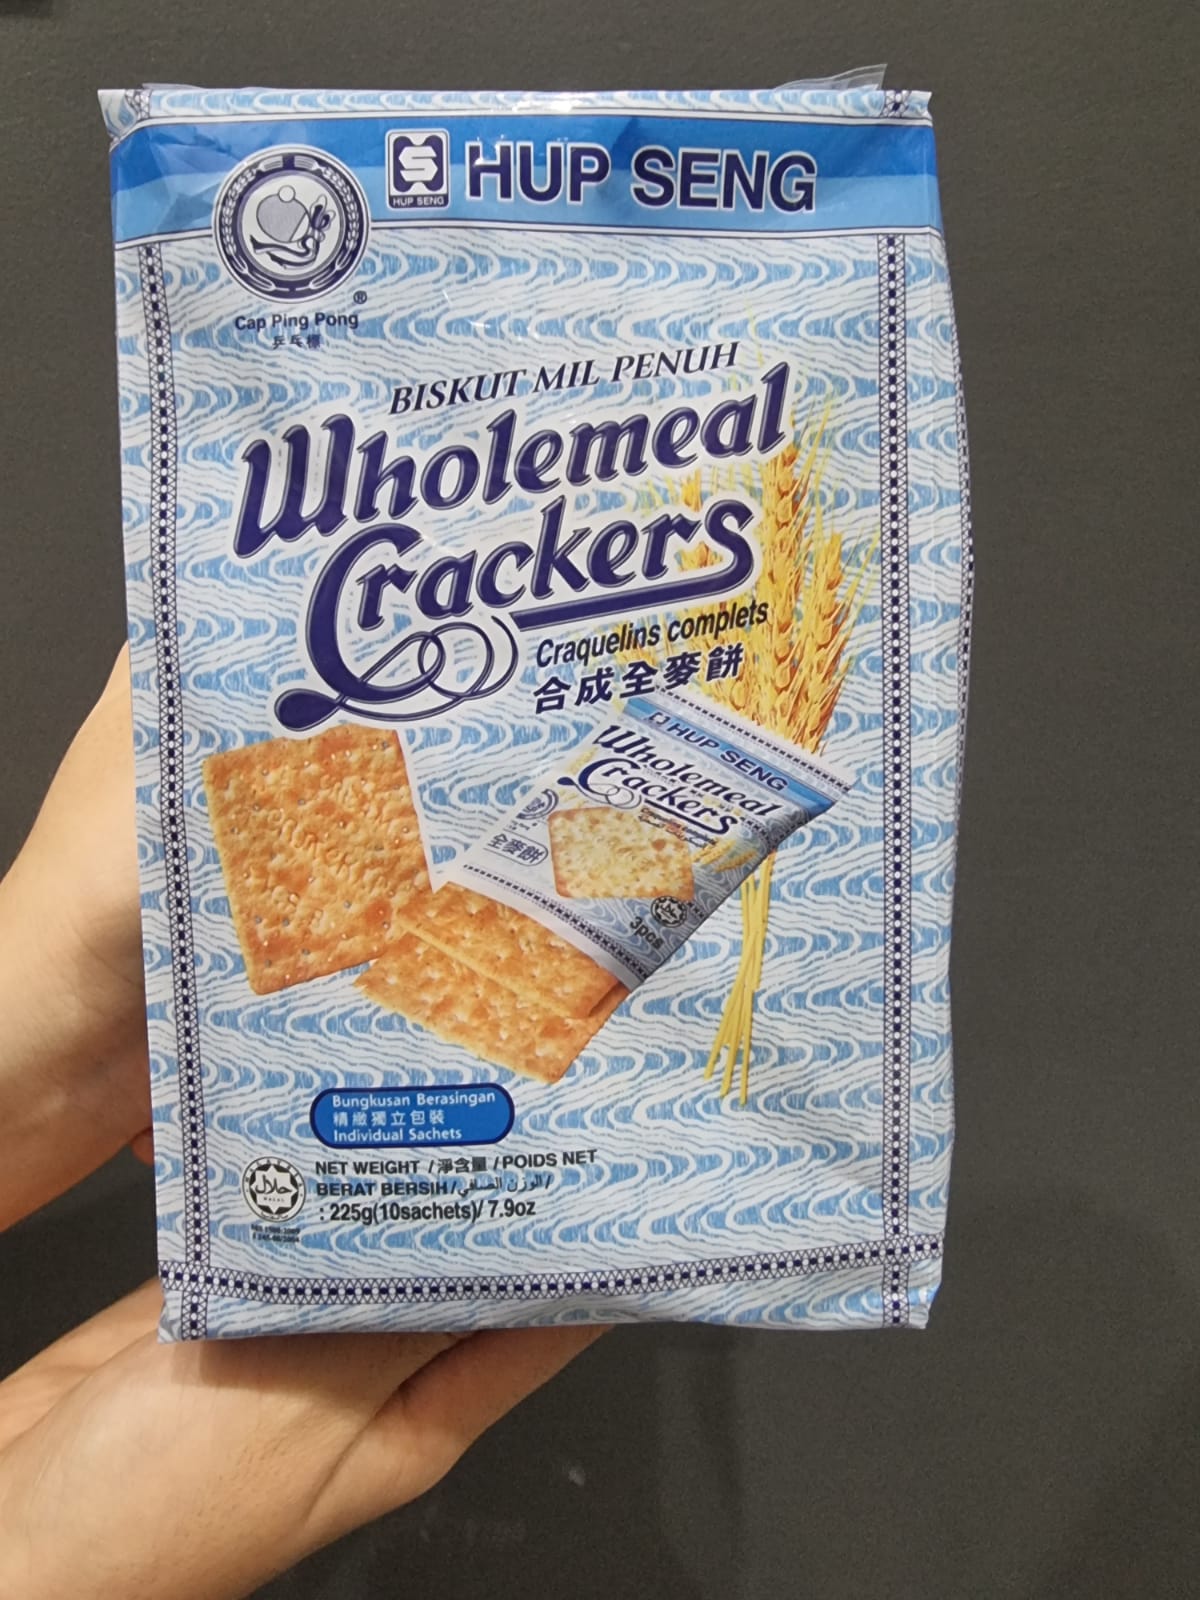 HUP SENG
HUP SENG
Cap Ping Pong
®
乒乓標
BISKUT MIL PENUH
Wholemeal
Crackers
Craquelins complets
合成全麥餅
HUP SENG
Wholemeal
Crackers
全麥餅
3pcs
Bungkusan Berasingan
精緻獨立包裝
Individual Sachets
NET WEIGHT / 淨含量 / POIDS NET
BERAT BERSIH / الوزن الصافي /
: 225g(10sachets)/ 7.9oz
حلال
HALAL